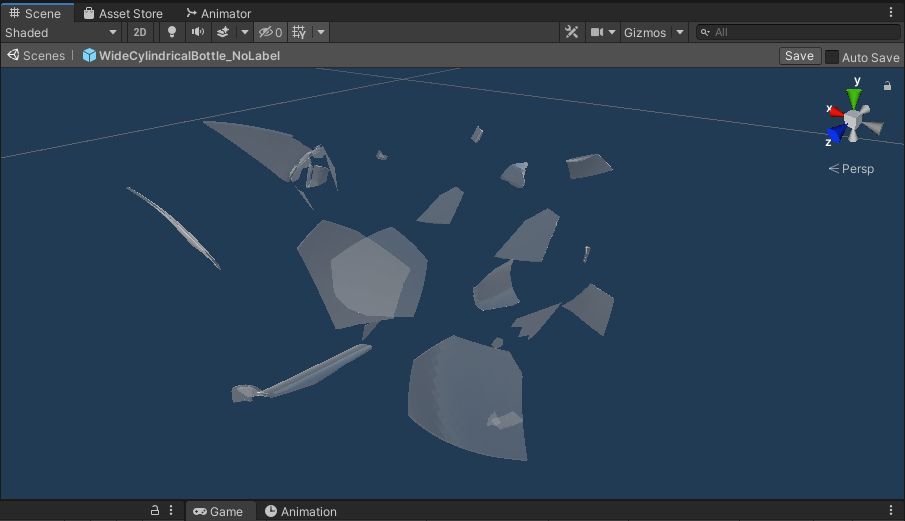 Scene Asset Store Animator
Shaded 2D 0 Gizmos All
Scenes WideCylindricalBottle_NoLabel Save Auto Save
y
x
z
Persp
Game Animation